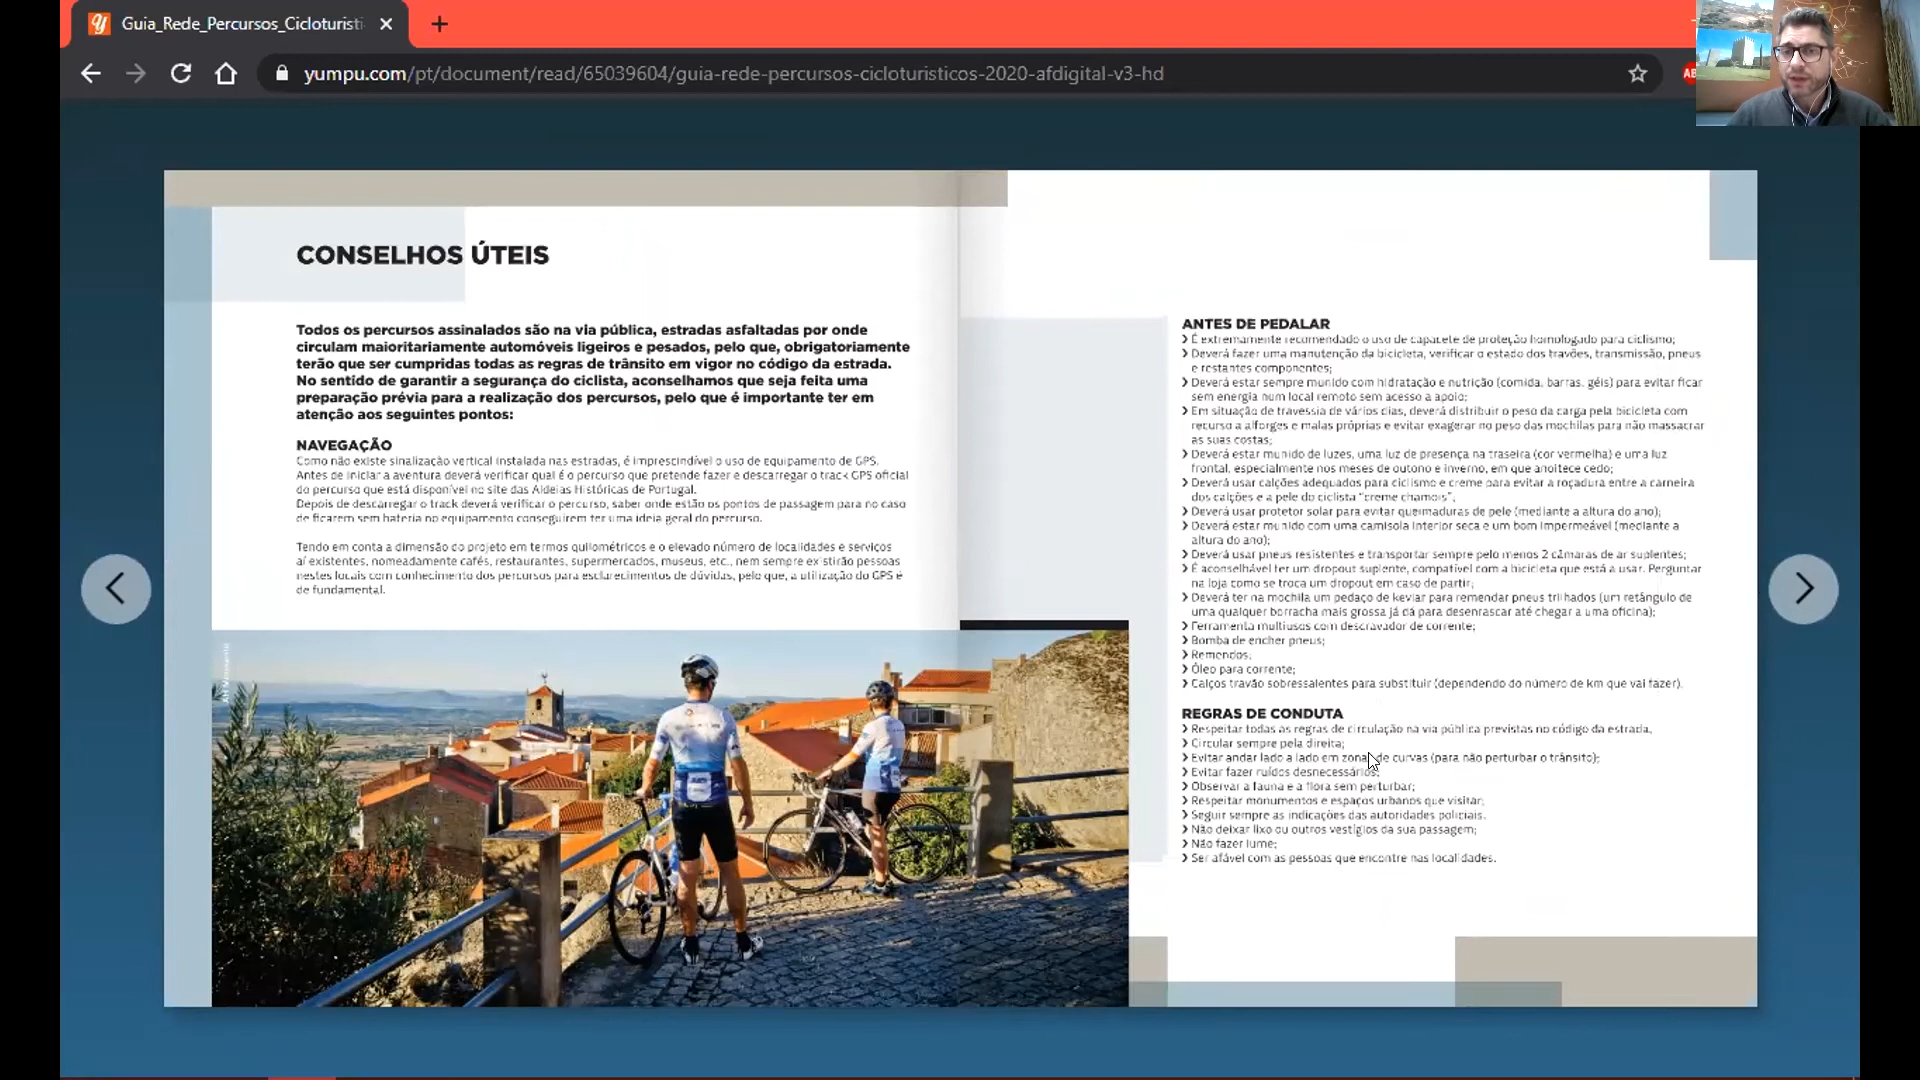 Guia_Rede_Percursos_Cicloturisti
yumpu.com/pt/document/read/65039604/guia-rede-percursos-cicloturisticos-2020-afdigital-v3-hd
CONSELHOS ÚTEIS
Todos os percursos assinalados são na via pública, estradas asfaltadas por onde
circulam maioritariamente automóveis ligeiros e pesados, pelo que, obrigatoriamente
terão que ser cumpridas todas as regras de trânsito em vigor no código da estrada.
No sentido de garantir a segurança do ciclista, aconselhamos que seja feita uma
preparação prévia para a realização dos percursos, pelo que é importante ter em
atenção aos seguintes pontos:
NAVEGAÇÃO
Como não existe sinalização vertical instalada nas estradas, é imprescindível o uso de equipamento de GPS.
Antes de iniciar a aventura deverá verificar qual é o percurso que pretende fazer e descarregar o track GPS oficial
do percurso que está disponível no site das Aldeias Históricas de Portugal.
Depois de descarregar o track deverá verificar o percurso, saber onde estão os pontos de passagem para no caso
de ficarem sem bateria no equipamento conseguirem ter uma ideia geral do percurso.
Tendo em conta a dimensão do projeto em termos quilométricos e o elevado número de localidades e serviços
aí existentes, nomeadamente cafés, restaurantes, supermercados, museus, etc., nem sempre existirão pessoas
nestes locais com conhecimento dos percursos para esclarecimentos de dúvidas, pelo que, a utilização do GPS é
de fundamental.
ANTES DE PEDALAR
› É extremamente recomendado o uso de capacete de proteção homologado para ciclismo;
› Deverá fazer uma manutenção da bicicleta, verificar o estado dos travões, transmissão, pneus
e restantes componentes;
› Deverá estar sempre munido com hidratação e nutrição (comida, barras, géis) para evitar ficar
sem energia num local remoto sem acesso a apoio;
› Em situação de travessia de vários dias, deverá distribuir o peso da carga pela bicicleta com
recurso a alforges e malas próprias e evitar exagerar no peso das mochilas para não massacrar
as suas costas;
› Deverá estar munido de luzes, uma luz de presença na traseira (cor vermelha) e uma luz
frontal, especialmente nos meses de outono e inverno, em que anoitece cedo;
› Deverá usar calções adequados para ciclismo e creme para evitar a roçadura entre a carneira
dos calções e a pele do ciclista “creme chamois”;
› Deverá usar protetor solar para evitar queimaduras de pele (mediante a altura do ano);
› Deverá estar munido com uma camisola interior seca e um bom impermeável (mediante a
altura do ano);
› Deverá usar pneus resistentes e transportar sempre pelo menos 2 câmaras de ar suplentes;
› É aconselhável ter um dropout suplente, compatível com a bicicleta que está a usar. Perguntar
na loja como se troca um dropout em caso de partir;
› Deverá ter na mochila um pedaço de kevlar para remendar pneus trilhados (um retângulo de
uma qualquer borracha mais grossa já dá para desenrascar até chegar a uma oficina);
› Ferramenta multiusos com descravador de corrente;
› Bomba de encher pneus;
› Remendos;
› Óleo para corrente;
› Calços travão sobressalentes para substituir (dependendo do número de km que vai fazer).
REGRAS DE CONDUTA
› Respeitar todas as regras de circulação na via pública previstas no código da estrada.
› Circular sempre pela direita;
› Evitar andar lado a lado em zonas de curvas (para não perturbar o trânsito);
› Evitar fazer ruídos desnecessários;
› Observar a fauna e a flora sem perturbar;
› Respeitar monumentos e espaços urbanos que visitar;
› Seguir sempre as indicações das autoridades policiais.
› Não deixar lixo ou outros vestígios da sua passagem;
› Não fazer lume;
› Ser afável com as pessoas que encontre nas localidades.